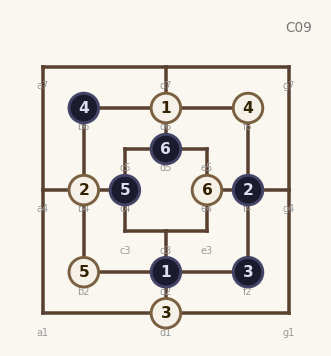 C09
a7 d7 g7
4 1 4
b6 d6 f6
6
c5 d5 e5
2 5 6 2
a4 b4 c4 e4 f4 g4
c3 d3 e3
5 1 3
b2 d2 f2
3
a1 d1 g1